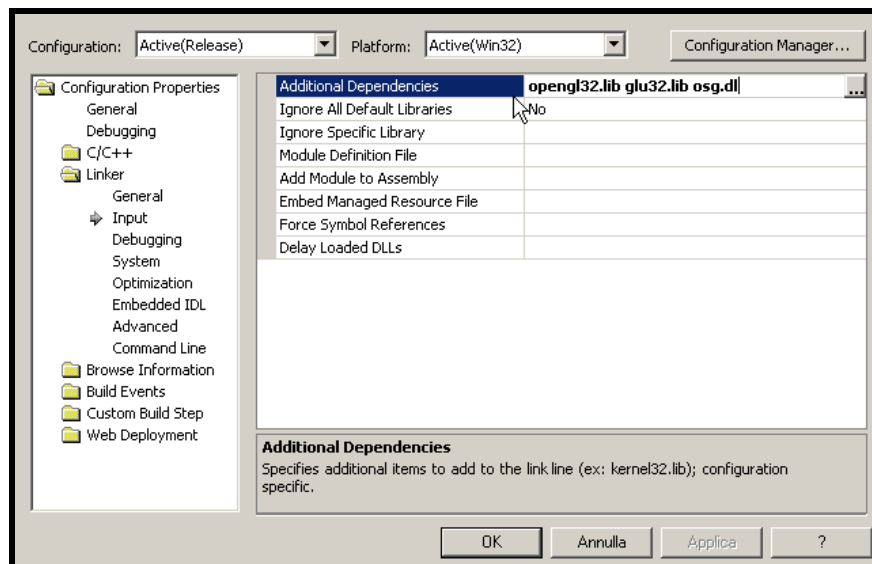 Configuration: Active(Release) Platform: Active(Win32) Configuration Manager...
Configuration Properties
General
Debugging
C/C++
Linker
General
Input
Debugging
System
Optimization
Embedded IDL
Advanced
Command Line
Browse Information
Build Events
Custom Build Step
Web Deployment
Additional Dependencies opengl32.lib glu32.lib osg.dl ...
Ignore All Default Libraries No
Ignore Specific Library
Module Definition File
Add Module to Assembly
Embed Managed Resource File
Force Symbol References
Delay Loaded DLLs
Additional Dependencies
Specifies additional items to add to the link line (ex: kernel32.lib); configuration
specific.
OK Annulla Applica ?